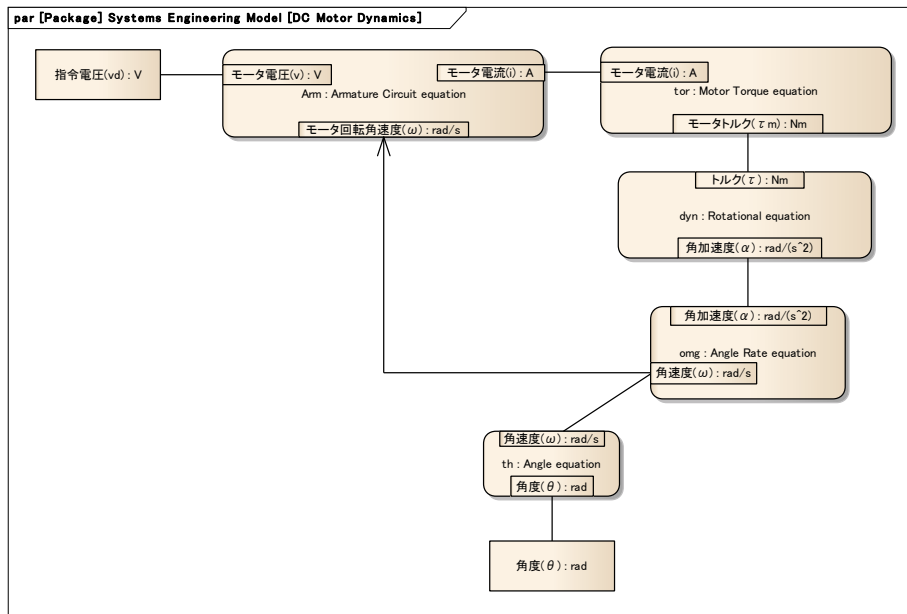 par [Package] Systems Engineering Model [DC Motor Dynamics]
指令電圧(vd) : V
モータ電圧(v) : V
モータ電流(i) : A
Arm : Armature Circuit equation
モータ回転角速度(ω) : rad/s
モータ電流(i) : A
tor : Motor Torque equation
モータトルク(τm) : Nm
トルク(τ) : Nm
dyn : Rotational equation
角加速度(α) : rad/(s^2)
角加速度(α) : rad/(s^2)
omg : Angle Rate equation
角速度(ω) : rad/s
角速度(ω) : rad/s
th : Angle equation
角度(θ) : rad
角度(θ) : rad